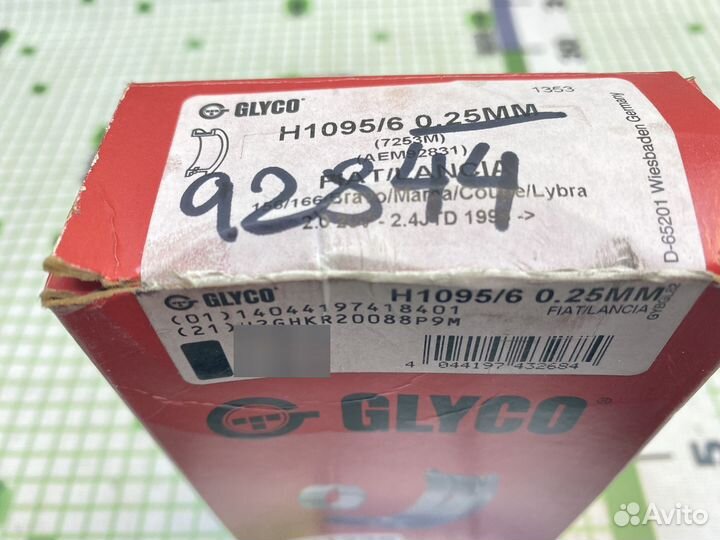 1353
GLYCO®
H1095/6 0.25MM
(7253M)
(AEM92831)
FIAT/LANCIA
92844
156/166 Bravo/Marea/Coupe/Lybra
2.0 - 2.4JTD 1998 ->
D-65201 Wiesbaden Germany
GLYCO® H1095/6 0.25MM
FIAT/LANCIA
(01)14044197418401
4 044197 432684
GLYCO®
Avito